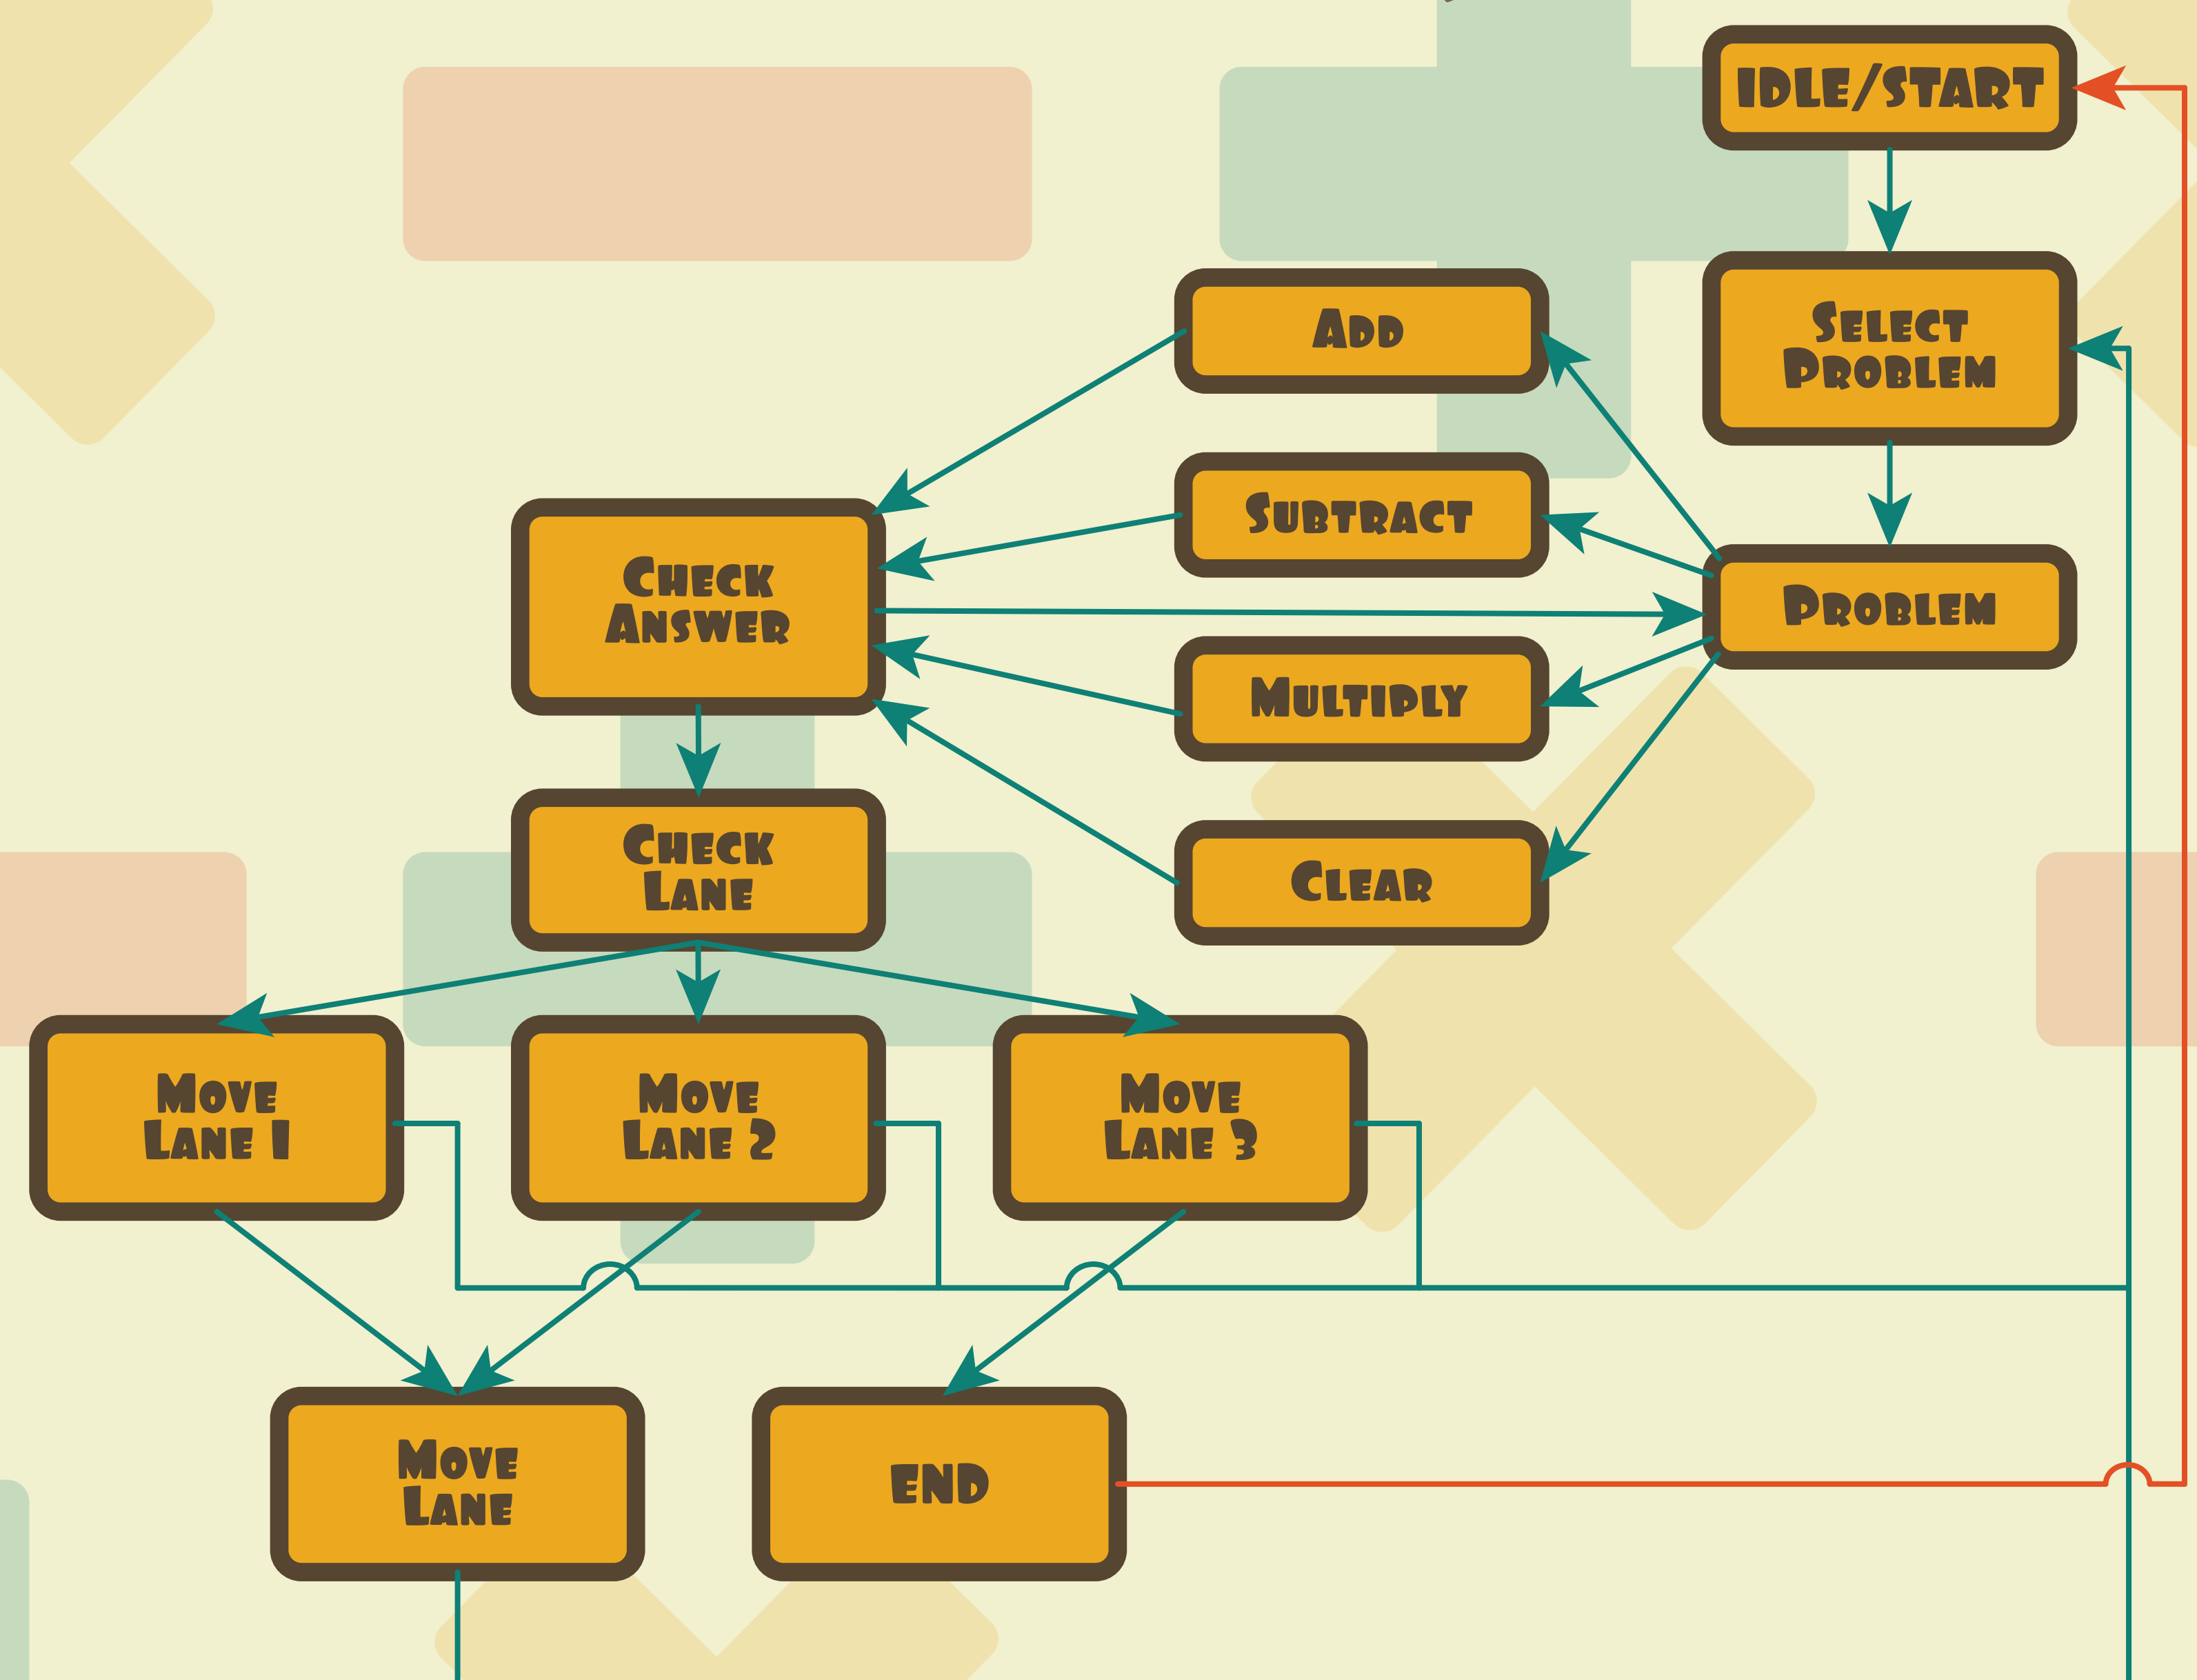 IDLE/START
SELECT
PROBLEM
ADD
SUBTRACT
PROBLEM
CHECK
ANSWER
MULTIPLY
CHECK
LANE
CLEAR
MOVE
LANE 1
MOVE
LANE 2
MOVE
LANE 3
MOVE
LANE
END